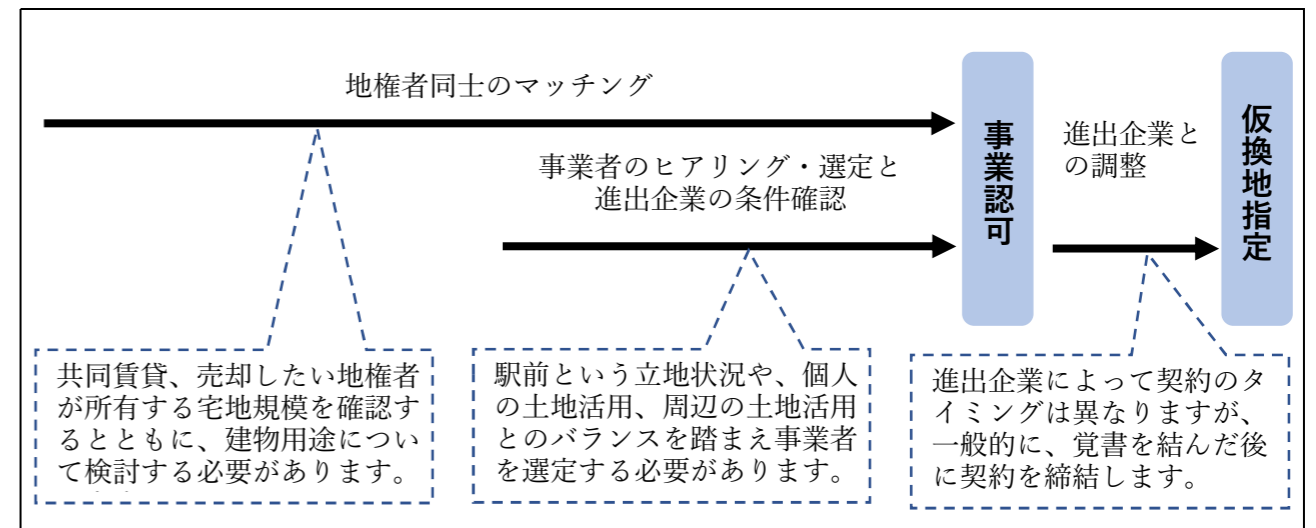 地権者同士のマッチング
事業者のヒアリング・選定と
進出企業の条件確認
事業認可
進出企業と
の調整
仮換地指定
共同賃貸、売却したい地権者
が所有する宅地規模を確認す
るとともに、建物用途につい
て検討する必要があります。
駅前という立地状況や、個人
の土地活用、周辺の土地活用
とのバランスを踏まえ事業者
を選定する必要があります。
進出企業によって契約のタ
イミングは異なりますが、
一般的に、覚書を結んだ後
に契約を締結します。